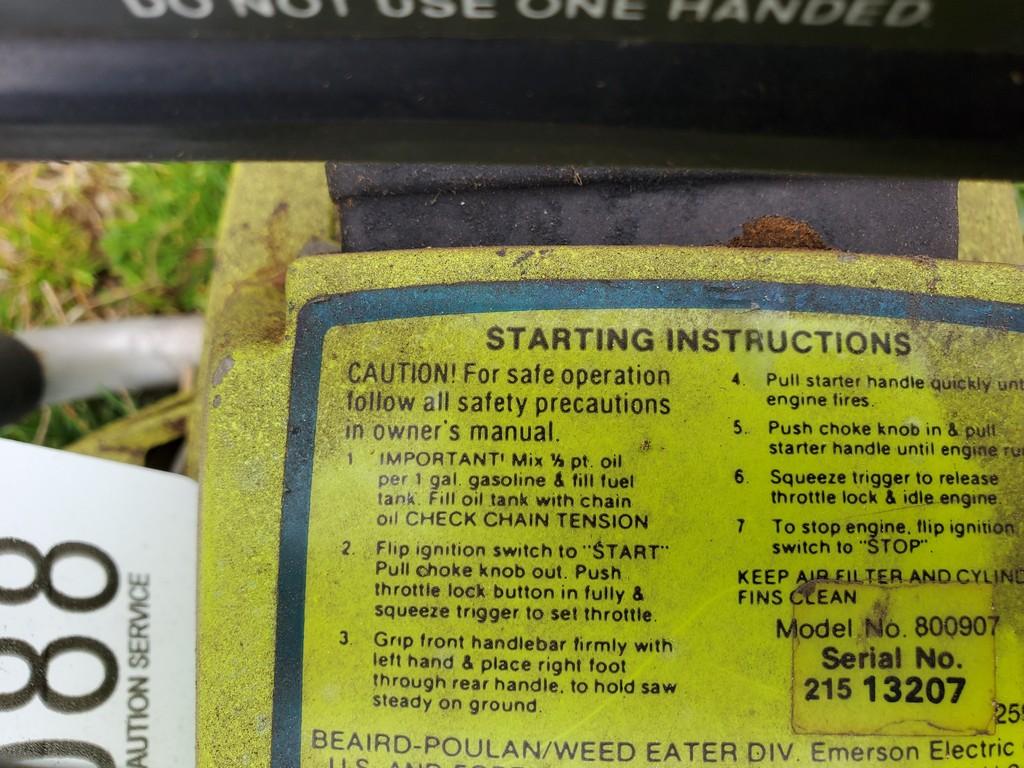 DO NOT USE ONE HANDED
STARTING INSTRUCTIONS
CAUTION! For safe operation
follow all safety precautions
in owner's manual.
1 IMPORTANT! Mix ½ pt. oil
per 1 gal. gasoline & fill fuel
tank. Fill oil tank with chain
oil CHECK CHAIN TENSION
2. Flip ignition switch to "START"
Pull choke knob out. Push
throttle lock button in fully &
squeeze trigger to set throttle.
3. Grip front handlebar firmly with
left hand & place right foot
through rear handle, to hold saw
steady on ground.
4. Pull starter handle quickly unt
engine fires.
5. Push choke knob in & pull
starter handle until engine ru
6. Squeeze trigger to release
throttle lock & idle engine.
7 To stop engine, flip ignition
switch to "STOP".
KEEP AIR FILTER AND CYLIND
FINS CLEAN
Model No. 800907
Serial No.
215 13207
255
BEAIRD-POULAN/WEED EATER DIV. Emerson Electric
088
AUTION SERVICE